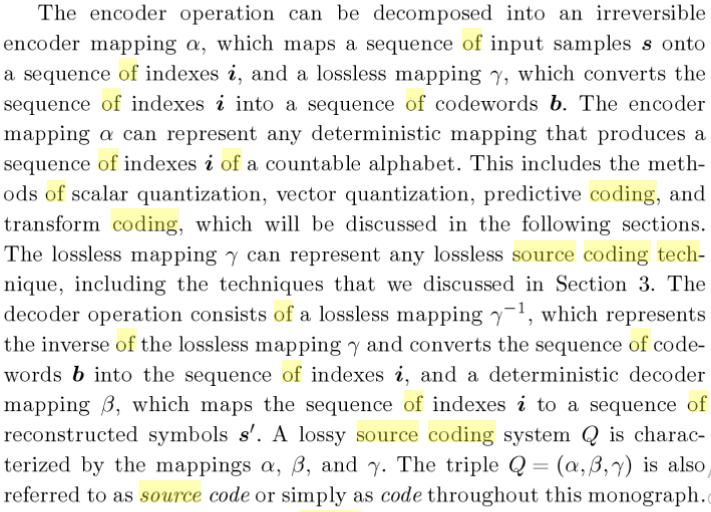 The encoder operation can be decomposed into an irreversible
encoder mapping α, which maps a sequence of input samples s onto
a sequence of indexes i, and a lossless mapping γ, which converts the
sequence of indexes i into a sequence of codewords b. The encoder
mapping α can represent any deterministic mapping that produces a
sequence of indexes i of a countable alphabet. This includes the meth-
ods of scalar quantization, vector quantization, predictive coding, and
transform coding, which will be discussed in the following sections.
The lossless mapping γ can represent any lossless source coding tech-
nique, including the techniques that we discussed in Section 3. The
decoder operation consists of a lossless mapping γ⁻¹, which represents
the inverse of the lossless mapping γ and converts the sequence of code-
words b into the sequence of indexes i, and a deterministic decoder
mapping β, which maps the sequence of indexes i to a sequence of
reconstructed symbols s′. A lossy source coding system Q is charac-
terized by the mappings α, β, and γ. The triple Q = (α,β,γ) is also
referred to as source code or simply as code throughout this monograph.